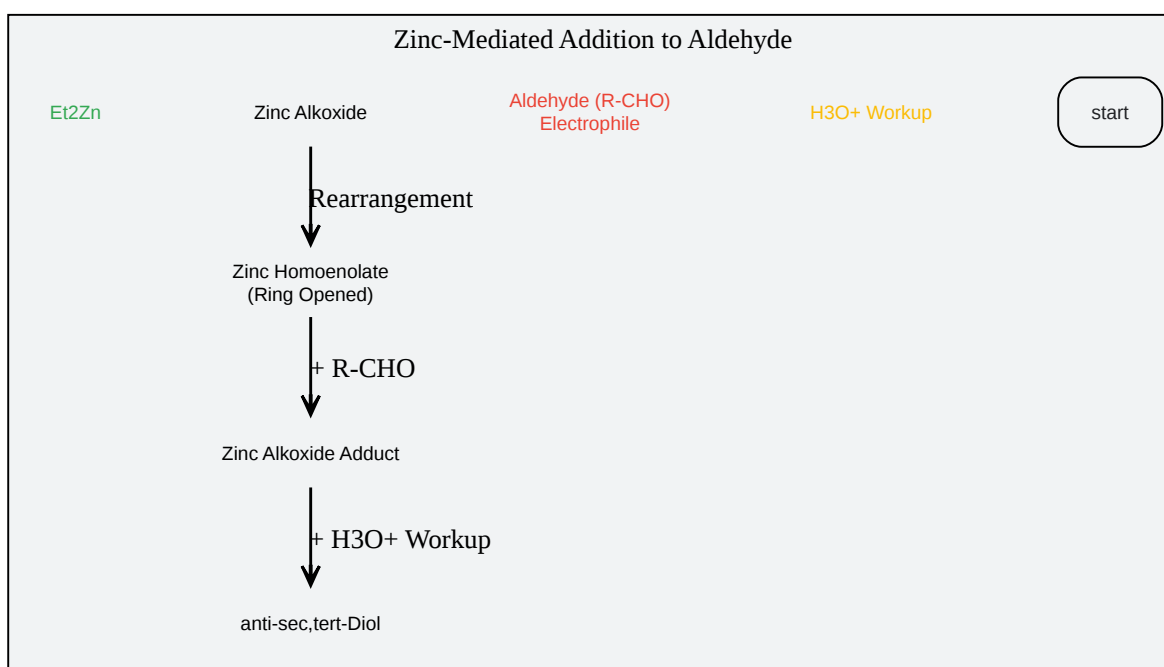 Zinc-Mediated Addition to Aldehyde
Et2Zn
Zinc Alkoxide
Aldehyde (R-CHO)
Electrophile
H3O+ Workup
start
Rearrangement
Zinc Homoenolate
(Ring Opened)
+ R-CHO
Zinc Alkoxide Adduct
+ H3O+ Workup
anti-sec,tert-Diol